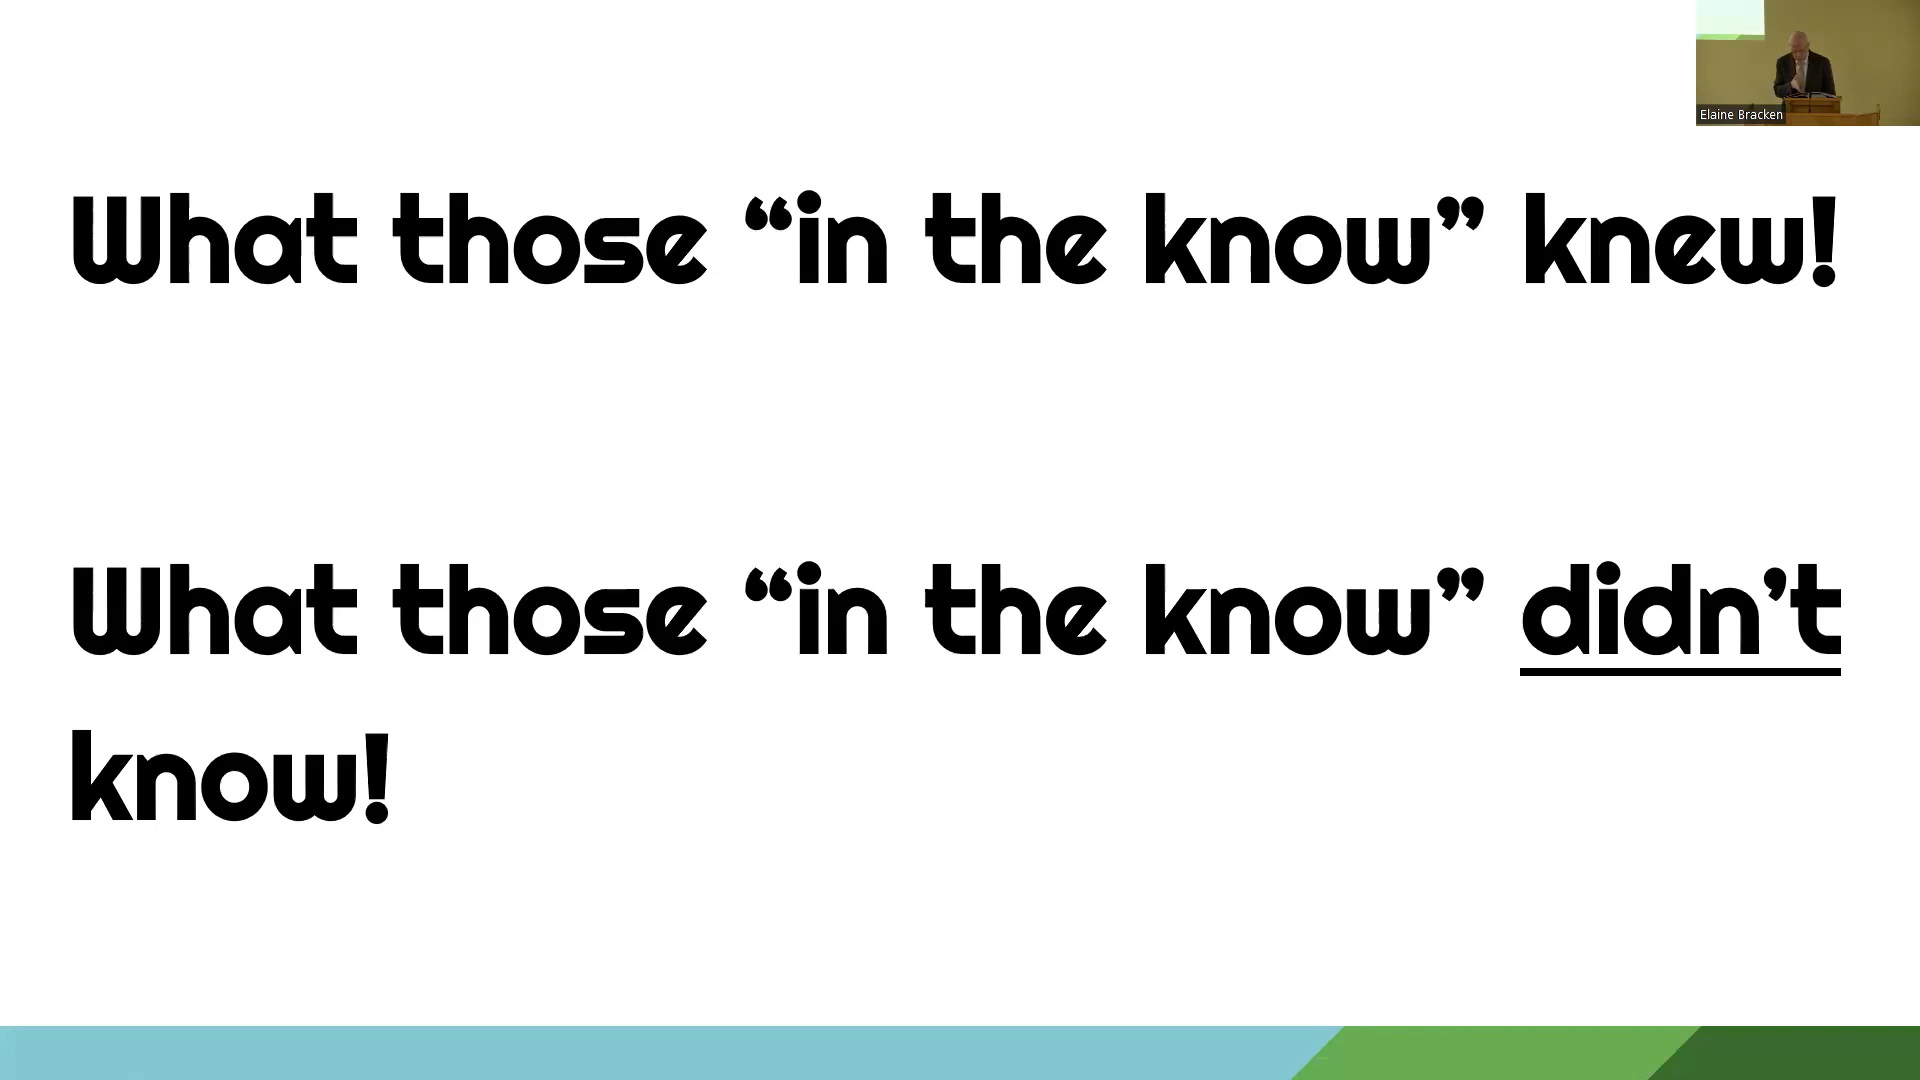 Elaine Bracken
What those “in the know” knew!
What those “in the know” didn’t
know!